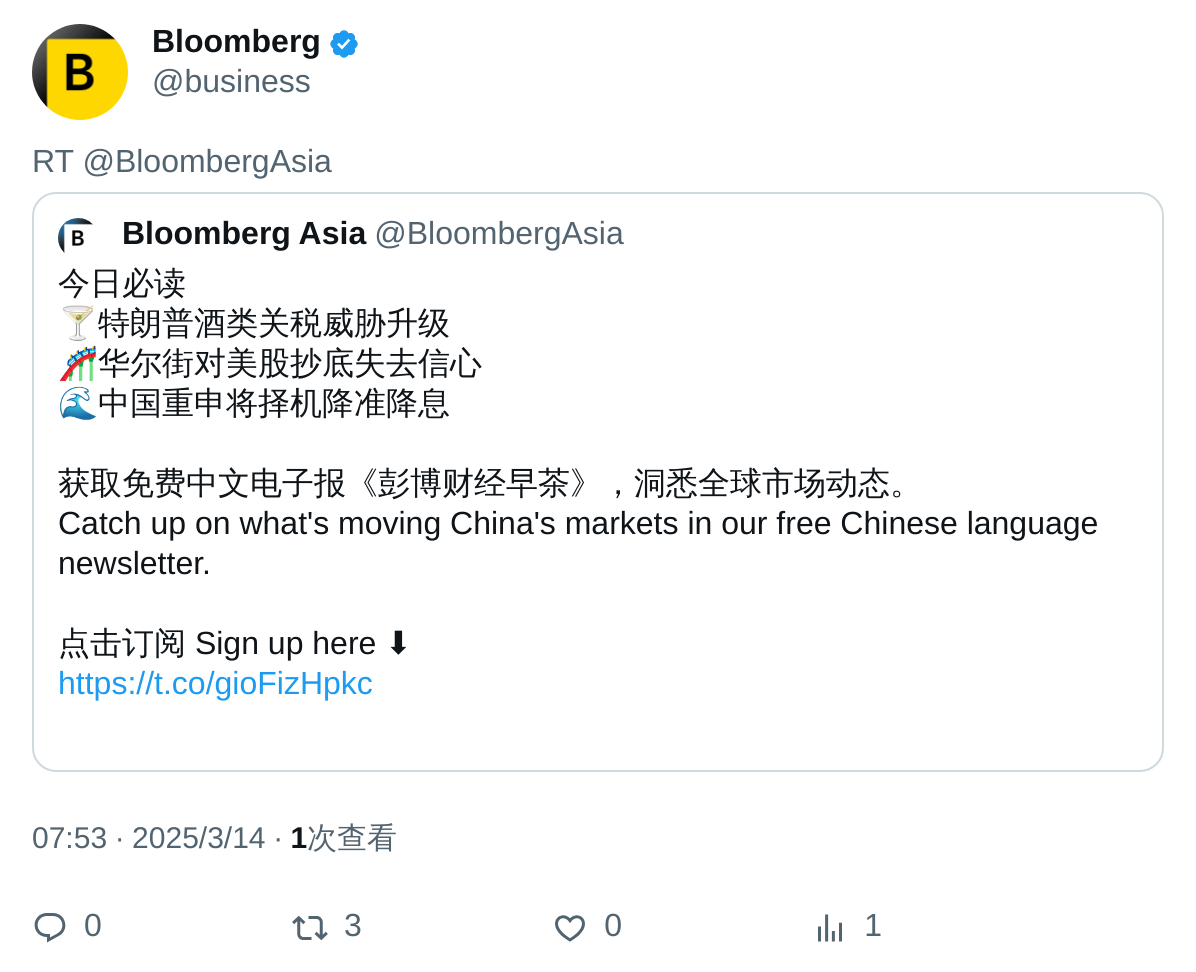 Bloomberg
@business
RT @BloombergAsia
Bloomberg Asia @BloombergAsia
今日必读
🍸特朗普酒类关税威胁升级
🎢华尔街对美股抄底失去信心
🌊中国重申将择机降准降息
获取免费中文电子报《彭博财经早茶》，洞悉全球市场动态。
Catch up on what's moving China's markets in our free Chinese language
newsletter.
点击订阅 Sign up here ⬇
https://t.co/gioFizHpkc
07:53 · 2025/3/14 · 1次查看
0 3 0 1